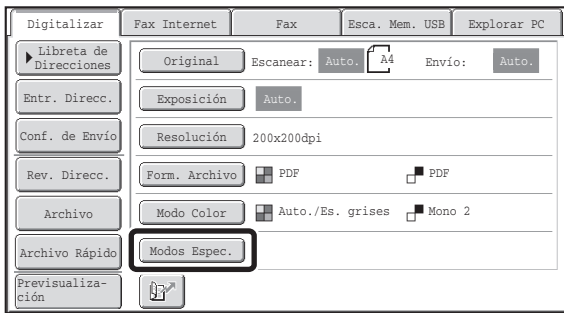 Digitalizar Fax Internet Fax Esca. Mem. USB Explorar PC
Libreta de
Direcciones
Original Escanear: Auto. A4 Envío: Auto.
Entr. Direcc.
Exposición Auto.
Conf. de Envío
Resolución 200x200dpi
Rev. Direcc.
Form. Archivo PDF PDF
Archivo
Modo Color Auto./Es. grises Mono 2
Archivo Rápido
Modos Espec.
Previsualiza-
ción